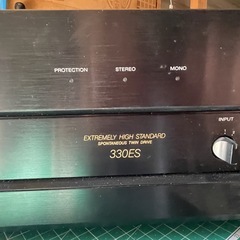 PROTECTION STEREO MONO
INPUT
EXTREMELY HIGH STANDARD
SPONTANEOUS TWIN DRIVE
330ES